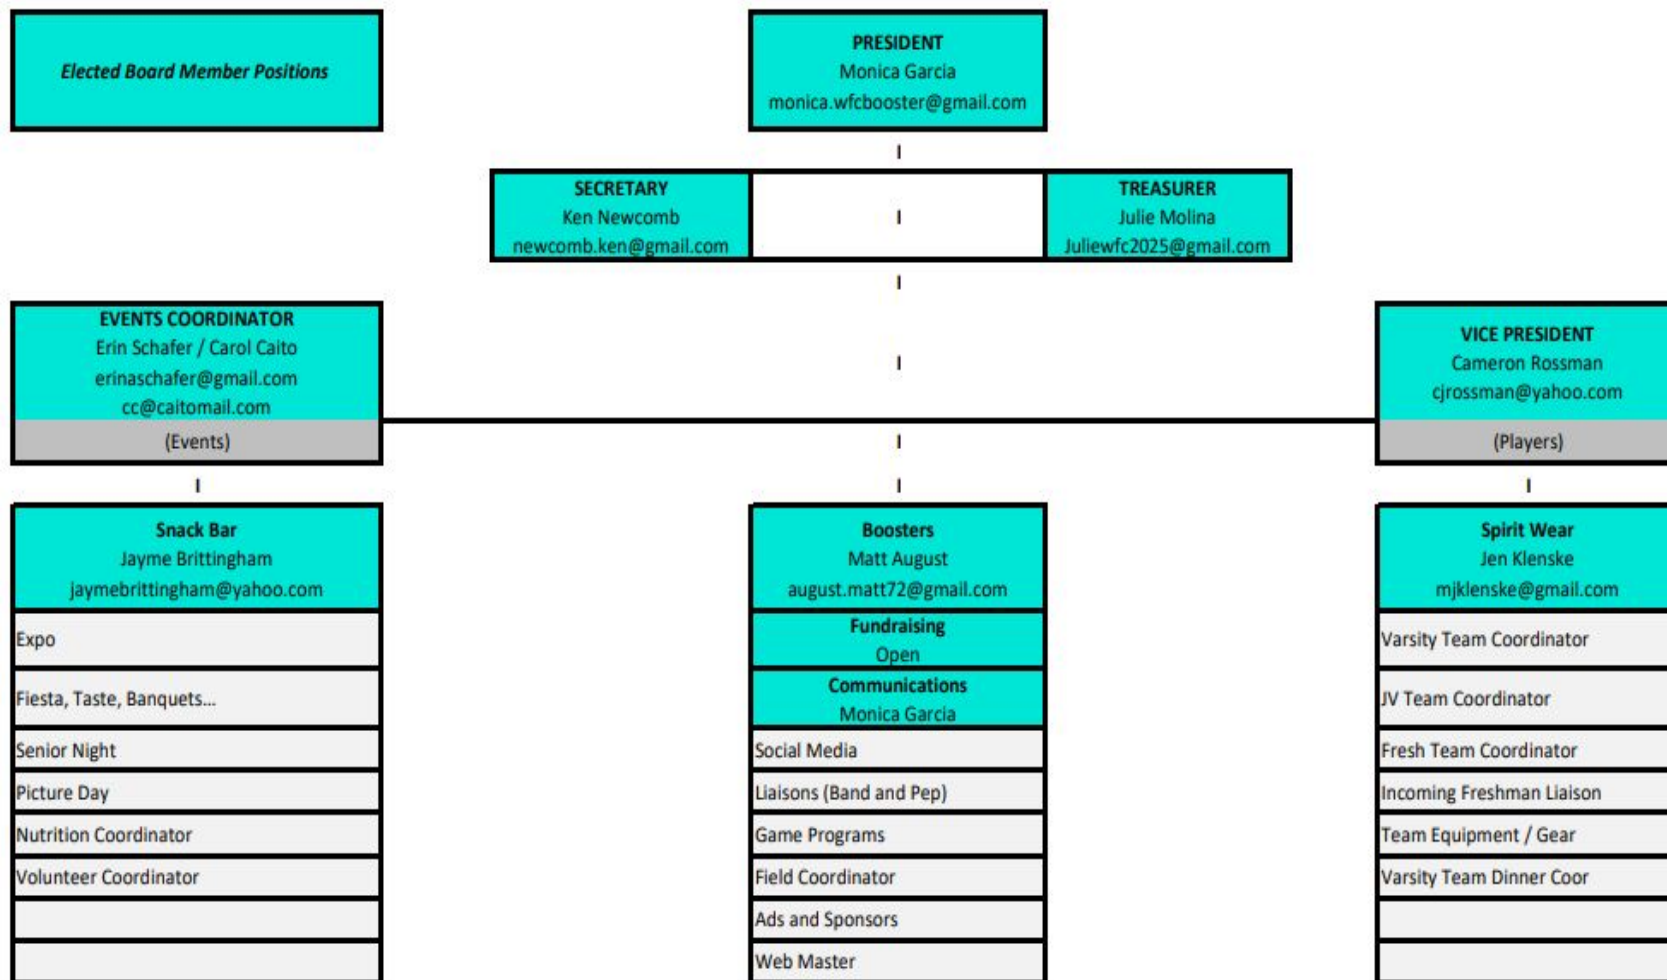 Elected Board Member Positions
PRESIDENT
Monica Garcia
monica.wfcbooster@gmail.com
SECRETARY
Ken Newcomb
newcomb.ken@gmail.com
TREASURER
Julie Molina
Juliewfc2025@gmail.com
EVENTS COORDINATOR
Erin Schafer / Carol Caito
erinaschafer@gmail.com
cc@caitomail.com
(Events)
VICE PRESIDENT
Cameron Rossman
cjrossman@yahoo.com
(Players)
Snack Bar
Jayme Brittingham
jaymebrittingham@yahoo.com
Expo
Fiesta, Taste, Banquets...
Senior Night
Picture Day
Nutrition Coordinator
Volunteer Coordinator
Boosters
Matt August
august.matt72@gmail.com
Fundraising
Open
Communications
Monica Garcia
Social Media
Liaisons (Band and Pep)
Game Programs
Field Coordinator
Ads and Sponsors
Web Master
Spirit Wear
Jen Klenske
mjklenske@gmail.com
Varsity Team Coordinator
JV Team Coordinator
Fresh Team Coordinator
Incoming Freshman Liaison
Team Equipment / Gear
Varsity Team Dinner Coor